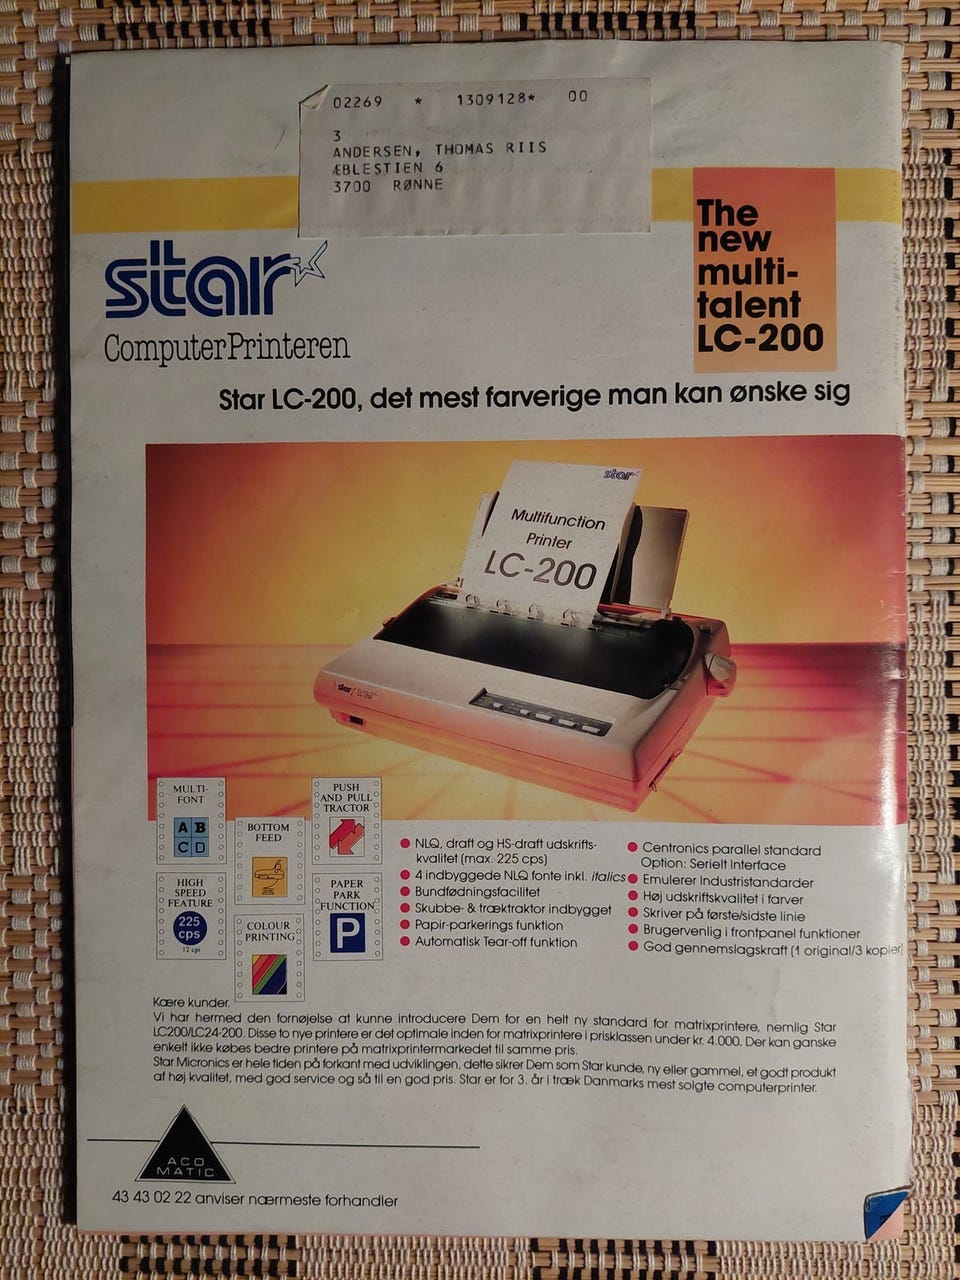 02269 * 1309128* 00
3
ANDERSEN, THOMAS RIIS
ÆBLESTIEN 6
3700 RØNNE
star
ComputerPrinteren
The
new
multi-
talent
LC-200
Star LC-200, det mest farverige man kan ønske sig
star
Multifunction
Printer
LC-200
star
MULTI-
FONT
A B
C D
HIGH
SPEED
FEATURE
225
cps
12 cpi
BOTTOM
FEED
COLOUR
PRINTING
PUSH
AND PULL
TRACTOR
PAPER
PARK
FUNCTION
P
NLQ, draft og HS-draft udskrifts-
kvalitet (max. 225 cps)
4 indbyggede NLQ fonte inkl. italics
Bundfødningsfacilitet
Skubbe- & træktraktor indbygget
Papir-parkerings funktion
Automatisk Tear-off funktion
Centronics parallel standard
Option: Serielt Interface
Emulerer Industristandarder
Høj udskriftskvalitet i farver
Skriver på første/sidste linie
Brugervenlig i frontpanel funktioner
God gennemslagskraft (1 original/3 kopier)
Kære kunder.
Vi har hermed den fornøjelse at kunne introducere Dem for en helt ny standard for matrixprintere, nemlig Star
LC200/LC24-200. Disse to nye printere er det optimale inden for matrixprintere i prisklassen under kr. 4.000. Der kan ganske
enkelt ikke købes bedre printere på matrixprintermarkedet til samme pris.
Star Micronics er hele tiden på forkant med udviklingen, dette sikrer Dem som Star kunde, ny eller gammel, et godt produkt
af høj kvalitet, med god service og så til en god pris. Star er for 3. år i træk Danmarks mest solgte computerprinter.
ACO
MATIC
43 43 02 22 anviser nærmeste forhandler